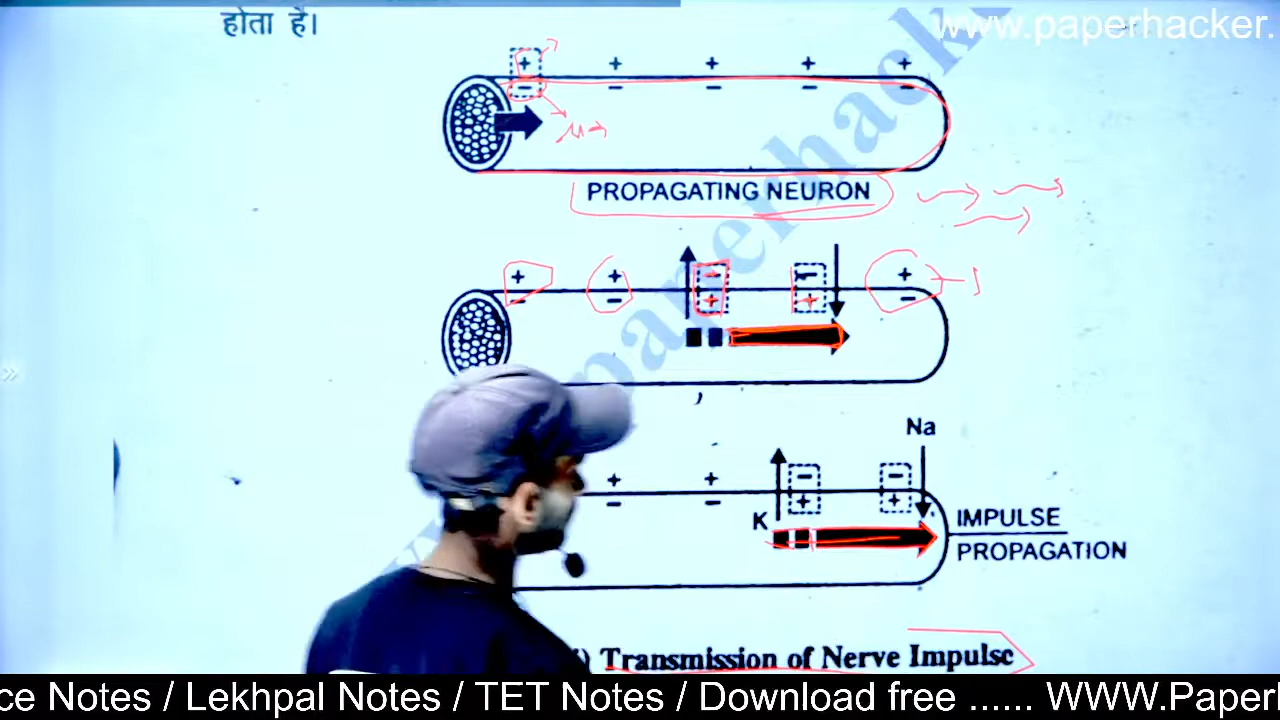 होता है।
www.paperhacker.
+ + + + +
- - - - -
PROPAGATING NEURON
+ + - - +
- - + + -
Na
+ + - -
- - + +
K
IMPULSE
PROPAGATION
Transmission of Nerve Impulse
ce Notes / Lekhpal Notes / TET Notes / Download free ...... WWW.Paperl